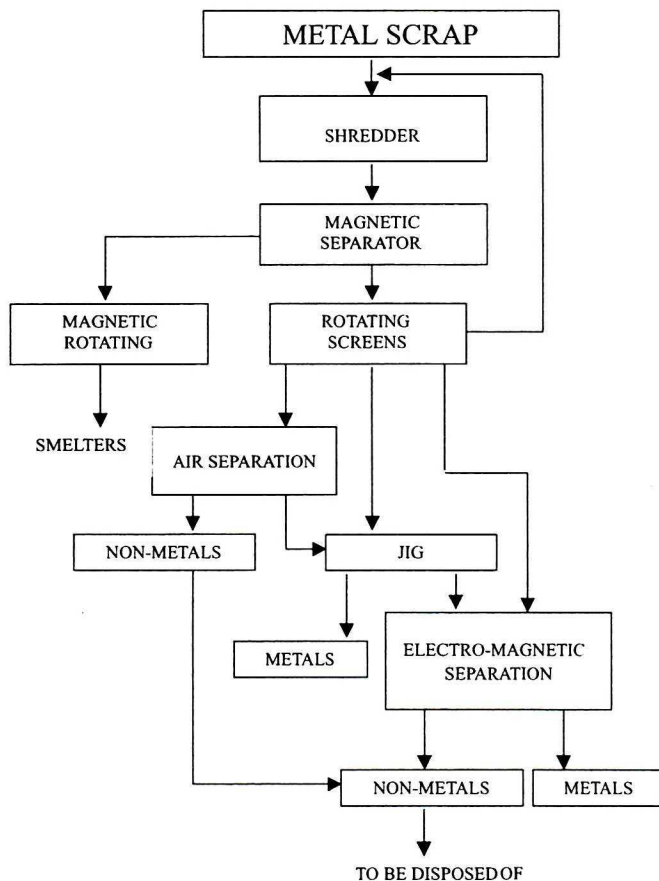 METAL SCRAP
SHREDDER
MAGNETIC
SEPARATOR
MAGNETIC
ROTATING
ROTATING
SCREENS
SMELTERS
AIR SEPARATION
NON-METALS
JIG
METALS
ELECTRO-MAGNETIC
SEPARATION
NON-METALS
METALS
TO BE DISPOSED OF